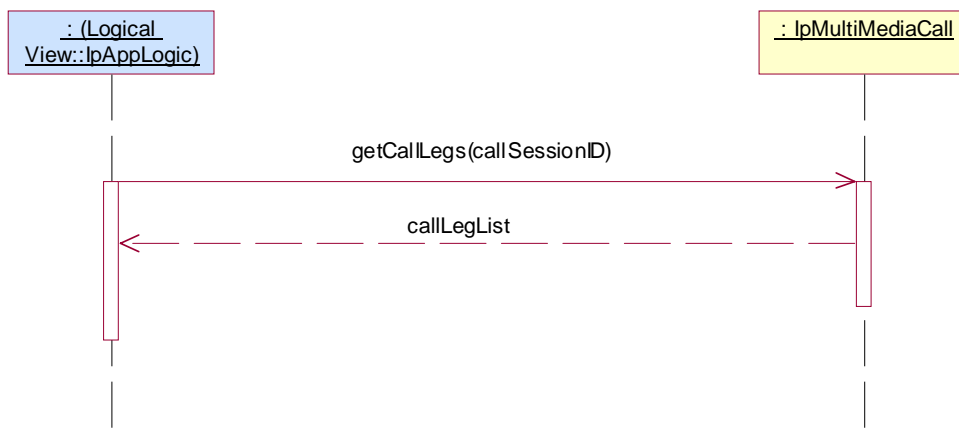 : (Logical
View::IpAppLogic)
: IpMultiMediaCall
getCallLegs(callSessionID)
callLegList